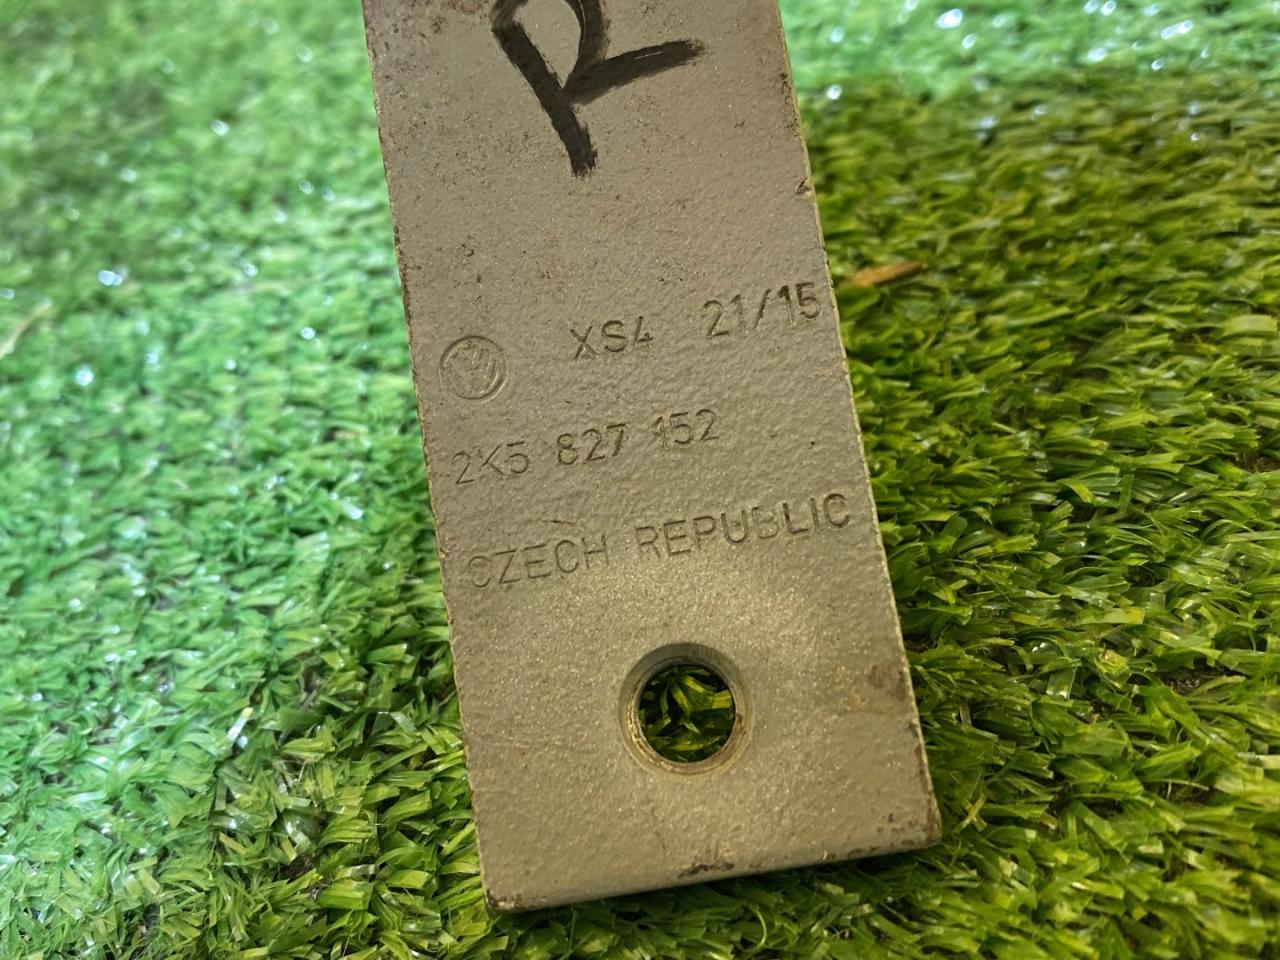 R
XS4 21/15
2K5 827 152
CZECH REPUBLIC